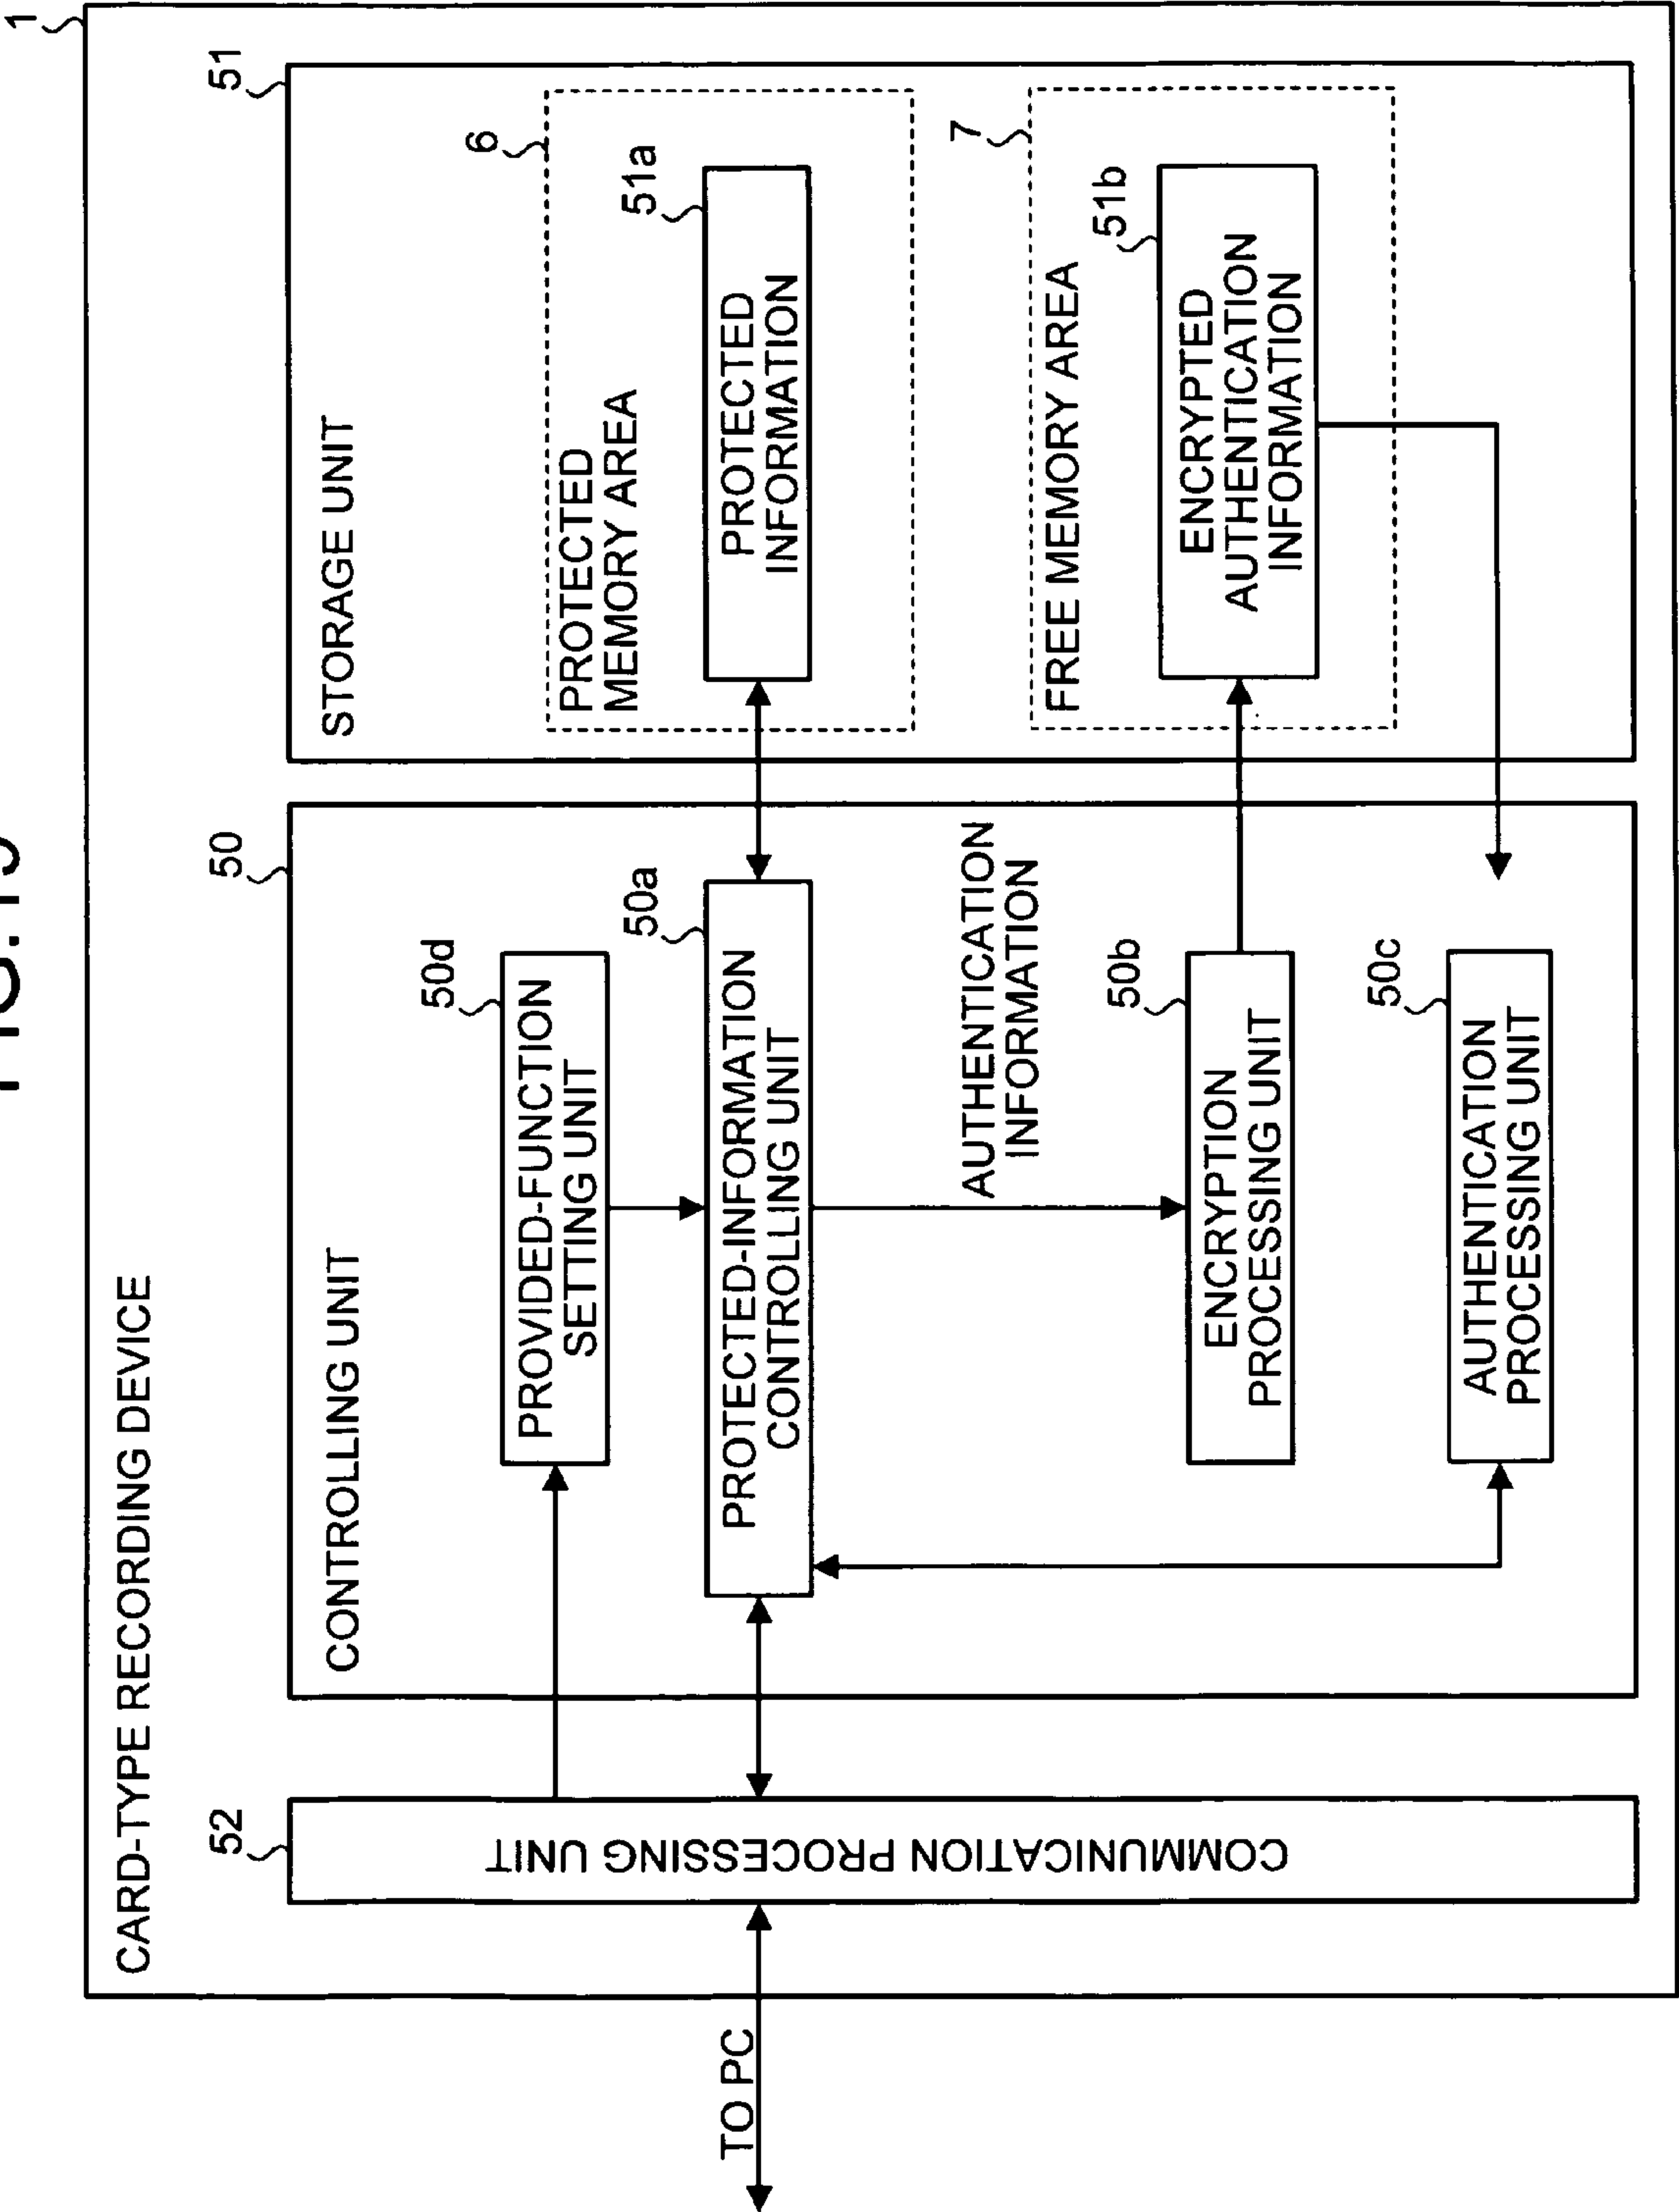 1
CARD-TYPE RECORDING DEVICE
52
50
51
CONTROLLING UNIT
STORAGE UNIT
50d
PROVIDED-FUNCTION
SETTING UNIT
6
PROTECTED
MEMORY AREA
50a
PROTECTED-INFORMATION
CONTROLLING UNIT
51a
PROTECTED
INFORMATION
TO PC
COMMUNICATION PROCESSING UNIT
AUTHENTICATION
INFORMATION
7
FREE MEMORY AREA
50b
ENCRYPTION
PROCESSING UNIT
51b
ENCRYPTED
AUTHENTICATION
INFORMATION
50c
AUTHENTICATION
PROCESSING UNIT